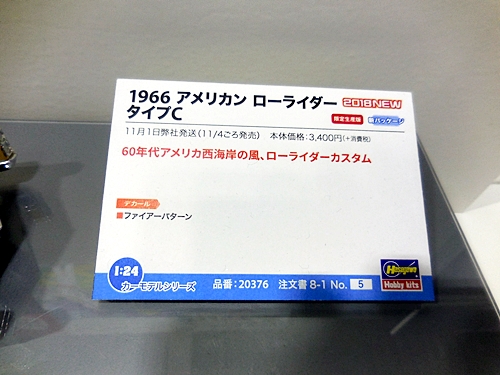 1966 アメリカン ローライダー 2018NEW
タイプC 限定生産版 新パッケージ
11月1日弊社発送（11/4ごろ発売） 本体価格：3,400円（+消費税）
60年代アメリカ西海岸の風、ローライダーカスタム
デカール
■ファイアーパターン
1:24
カーモデルシリーズ
品番：20376 注文書 8-1 No. 5
Hasegawa
Hobby kits